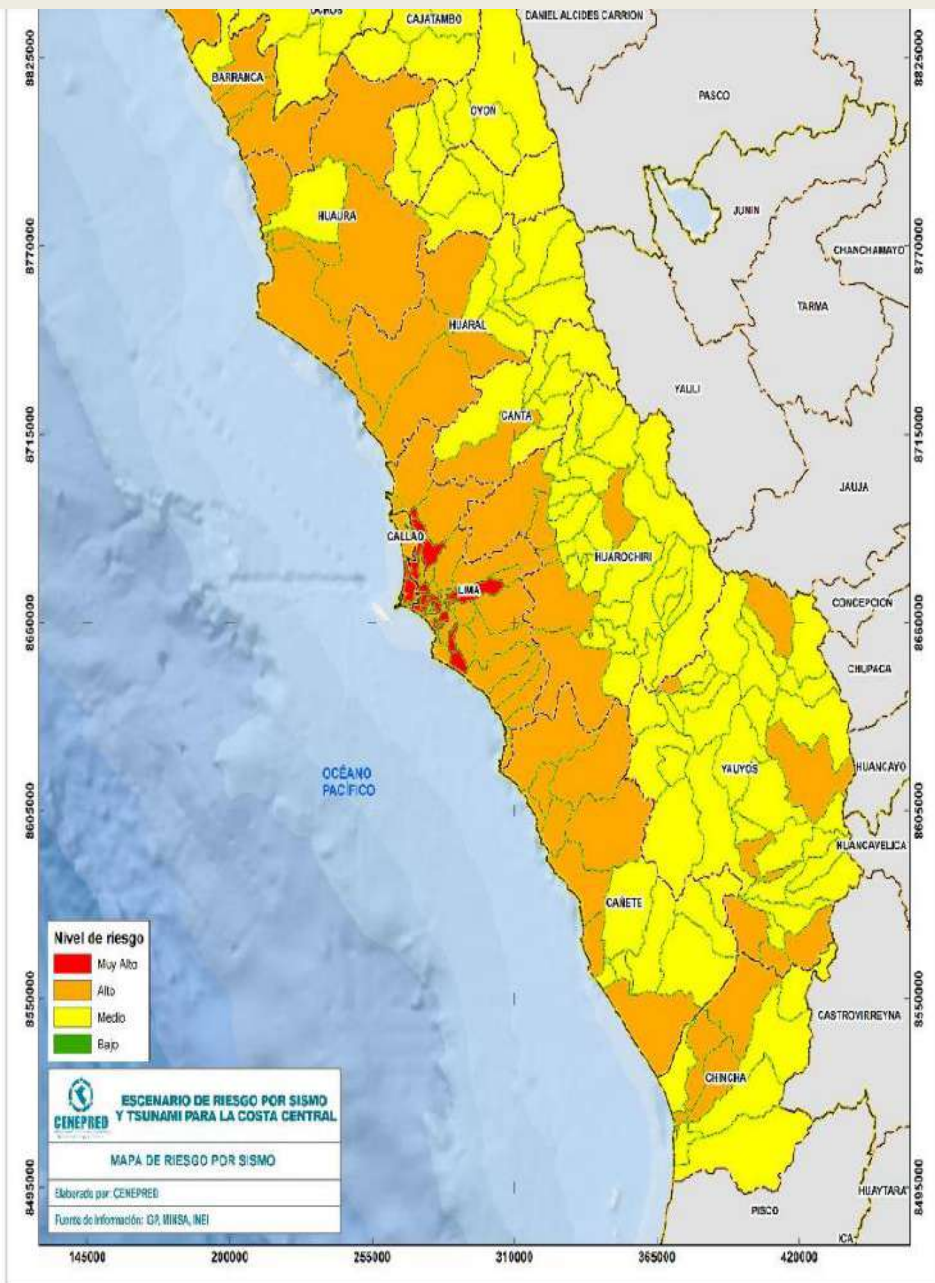 CAJATAMBO
DANIEL ALCIDES CARRION
BARRANCA
OYON
PASCO
HUAURA
JUNIN
CHANCHAMAYO
TARMA
HUARAL
YAULI
CANTA
JAUJA
CALLAO
HUAROCHIRI
LIMA
CONCEPCION
CHUPACA
OCÉANO
PACÍFICO
YAUYOS
HUANCAYO
HUANCAVELICA
CAÑETE
CASTROVIRREYNA
CHINCHA
HUAYTARA
PISCO
ICA
8825000
8770000
8715000
8660000
8605000
8550000
8495000
8825000
8770000
8715000
8660000
8605000
8550000
8495000
Nivel de riesgo
Muy Alto
Alto
Medio
Bajo
CENEPRED
ESCENARIO DE RIESGO POR SISMO
Y TSUNAMI PARA LA COSTA CENTRAL
MAPA DE RIESGO POR SISMO
Elaborado por: CENEPRED
Fuente de Información: IGP, MINSA, INEI
145000 200000 255000 310000 365000 420000